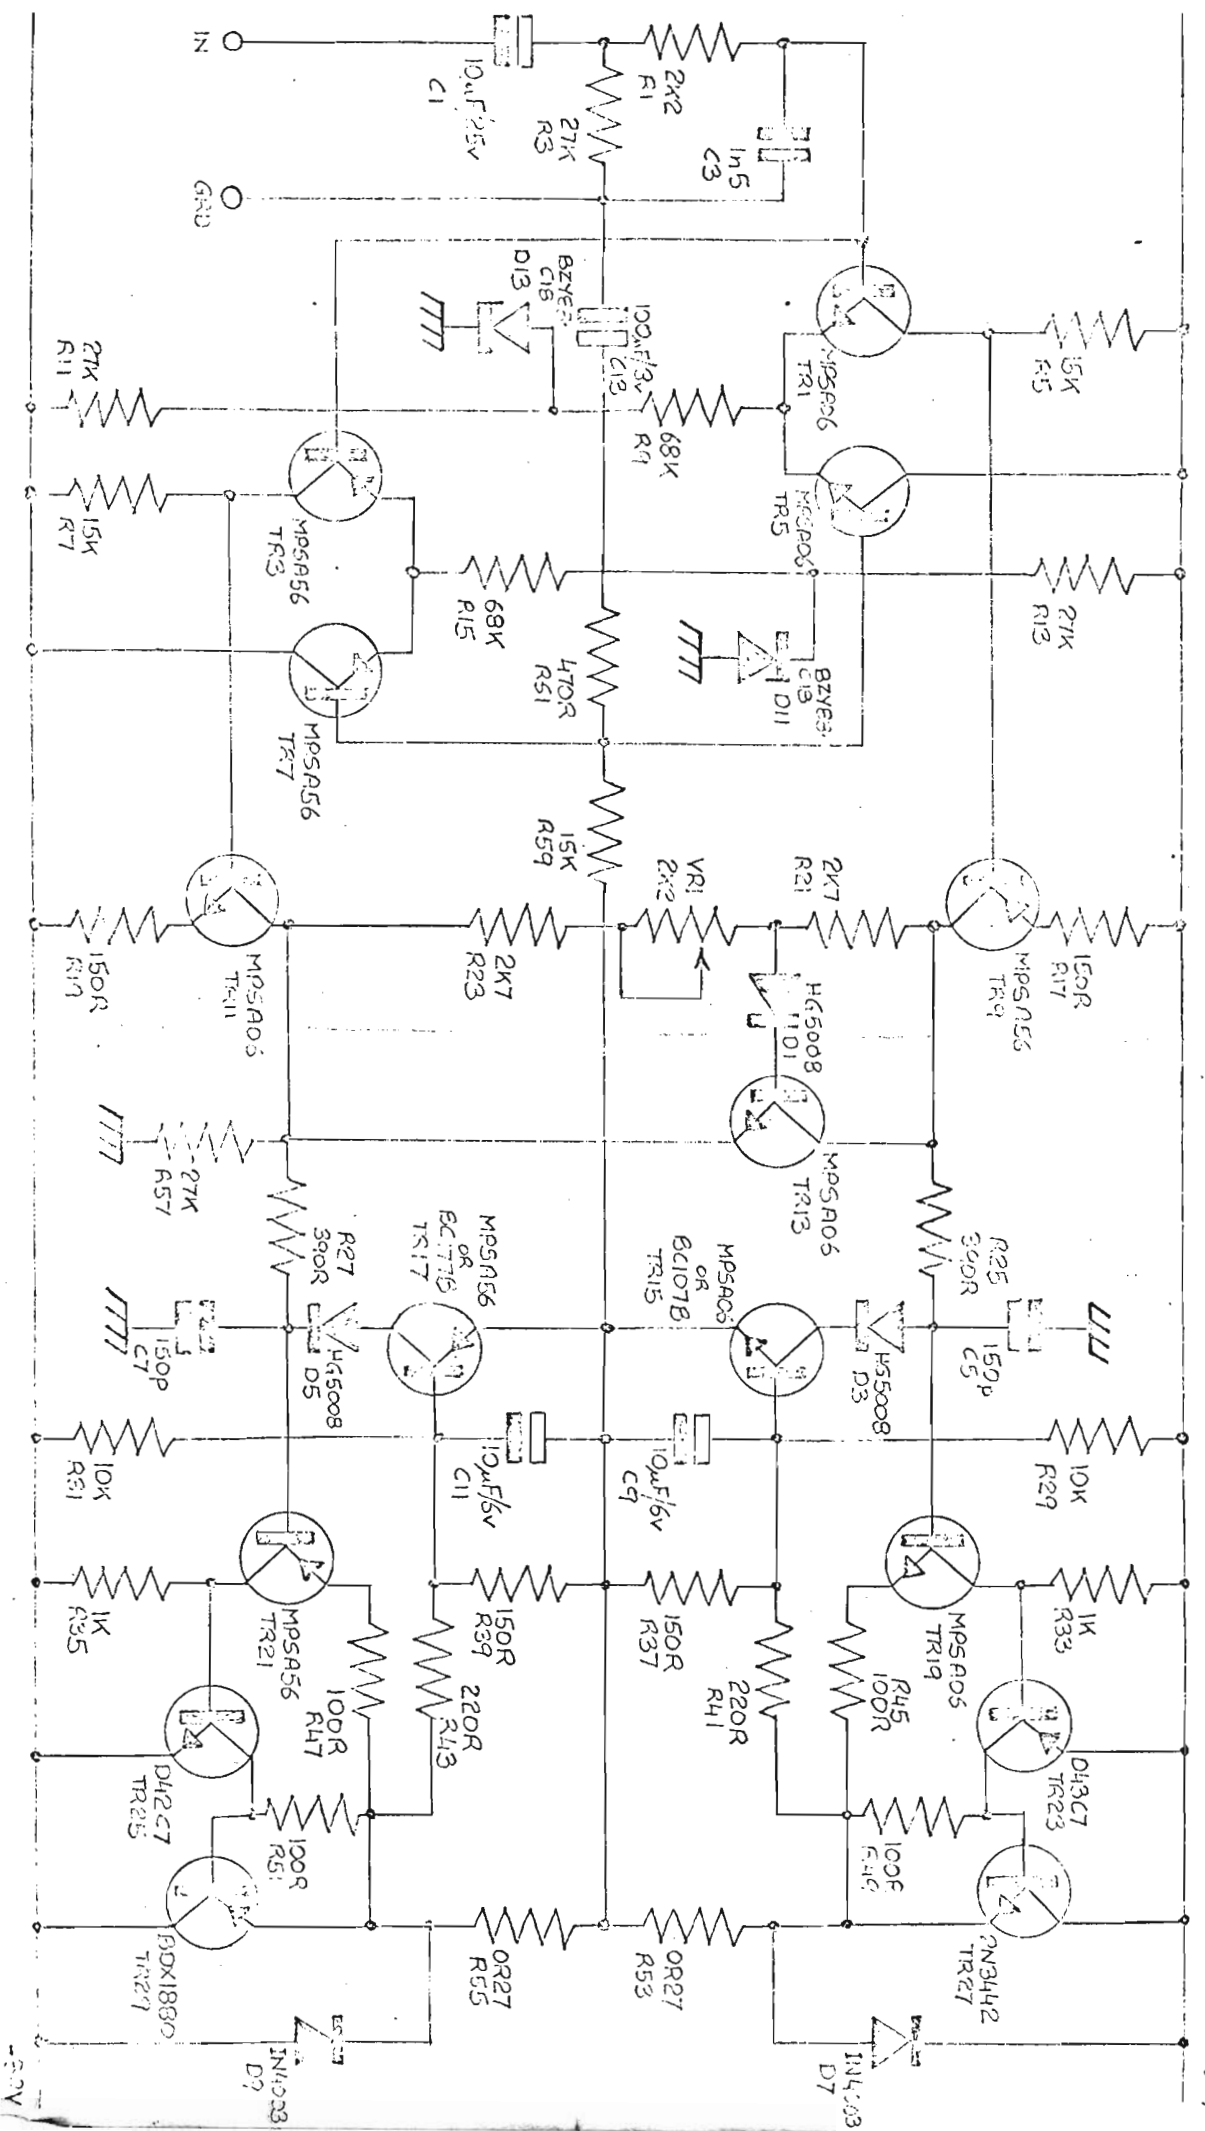 IN
10µF/25V
C1
2K2
R1
27K
R3
1n5
C3
GRD
BZY88
C18
D13
100µF/3v
C13
MPSA06
TR1
15K
R5
27K
R11
68K
R9
15K
R7
MPSA56
TR3
MPSA06
TR5
68K
R15
27K
R13
470R
R61
BZY88
C18
D11
MPSA56
TR7
15K
R59
VR1
2K2
2K7
R21
150R
R17
MPSA56
TR9
2K7
R23
150R
R19
MPSA06
TR11
HG5008
D1
MPSA06
TR13
27K
R57
R27
390R
R25
390R
MPSA56
OR
BC177B
TR17
MPSA06
OR
BC107B
TR15
HG5008
D5
HG5008
D3
150p
C7
150p
C5
10K
R31
10µF/6v
C11
10µF/6v
C9
10K
R29
1K
R35
MPSA56
TR21
150R
R39
150R
R37
MPSA06
TR19
1K
R33
100R
R47
220R
R43
220R
R41
R45
100R
D42C7
TR25
D43C7
TR23
100R
R51
100R
R49
BDX18
TR29
0R27
R55
0R27
R53
2N3442
TR27
D9
D7